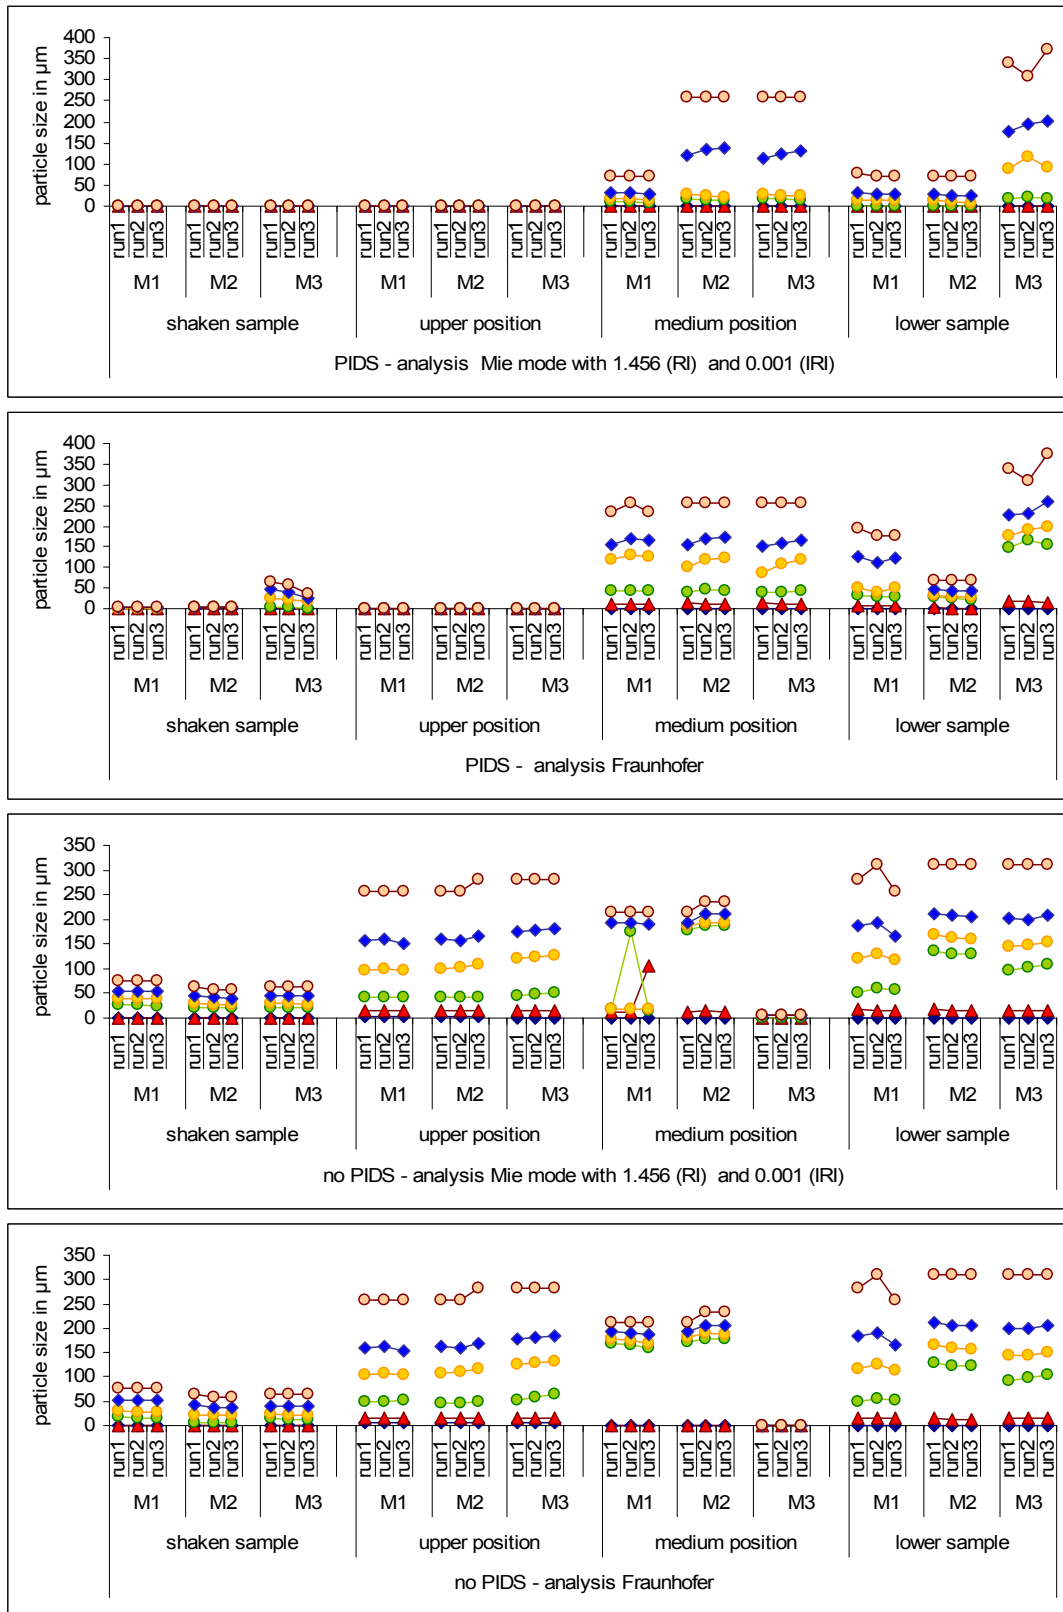 particle size in µm
400
350
300
250
200
150
100
50
0
run1 run2 run3 run1 run2 run3 run1 run2 run3 run1 run2 run3 run1 run2 run3 run1 run2 run3 run1 run2 run3 run1 run2 run3 run1 run2 run3 run1 run2 run3 run1 run2 run3 run1 run2 run3
M1 M2 M3 M1 M2 M3 M1 M2 M3 M1 M2 M3
shaken sample upper position medium position lower sample
PIDS - analysis Mie mode with 1.456 (RI) and 0.001 (IRI)
particle size in µm
400
350
300
250
200
150
100
50
0
run1 run2 run3 run1 run2 run3 run1 run2 run3 run1 run2 run3 run1 run2 run3 run1 run2 run3 run1 run2 run3 run1 run2 run3 run1 run2 run3 run1 run2 run3 run1 run2 run3 run1 run2 run3
M1 M2 M3 M1 M2 M3 M1 M2 M3 M1 M2 M3
shaken sample upper position medium position lower sample
PIDS - analysis Fraunhofer
particle size in µm
350
300
250
200
150
100
50
0
run1 run2 run3 run1 run2 run3 run1 run2 run3 run1 run2 run3 run1 run2 run3 run1 run2 run3 run1 run2 run3 run1 run2 run3 run1 run2 run3 run1 run2 run3 run1 run2 run3 run1 run2 run3
M1 M2 M3 M1 M2 M3 M1 M2 M3 M1 M2 M3
shaken sample upper position medium position lower sample
no PIDS - analysis Mie mode with 1.456 (RI) and 0.001 (IRI)
particle size in µm
350
300
250
200
150
100
50
0
run1 run2 run3 run1 run2 run3 run1 run2 run3 run1 run2 run3 run1 run2 run3 run1 run2 run3 run1 run2 run3 run1 run2 run3 run1 run2 run3 run1 run2 run3 run1 run2 run3 run1 run2 run3
M1 M2 M3 M1 M2 M3 M1 M2 M3 M1 M2 M3
shaken sample upper position medium position lower sample
no PIDS - analysis Fraunhofer